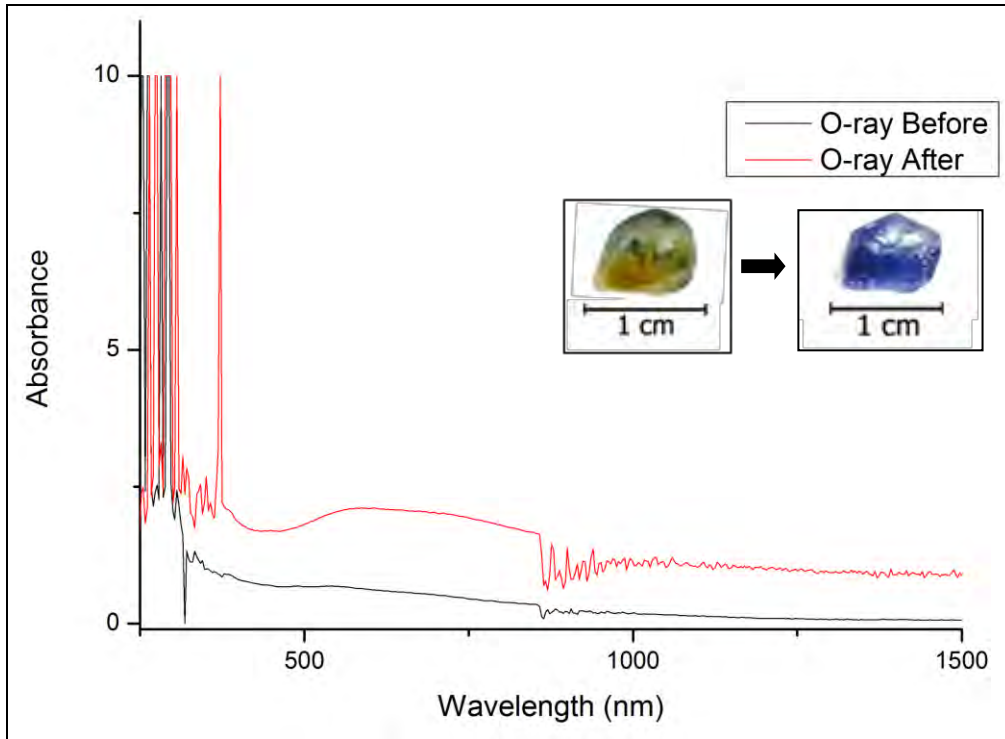 10
5
0
Absorbance
500
1000
1500
Wavelength (nm)
O-ray Before
O-ray After
1 cm
1 cm